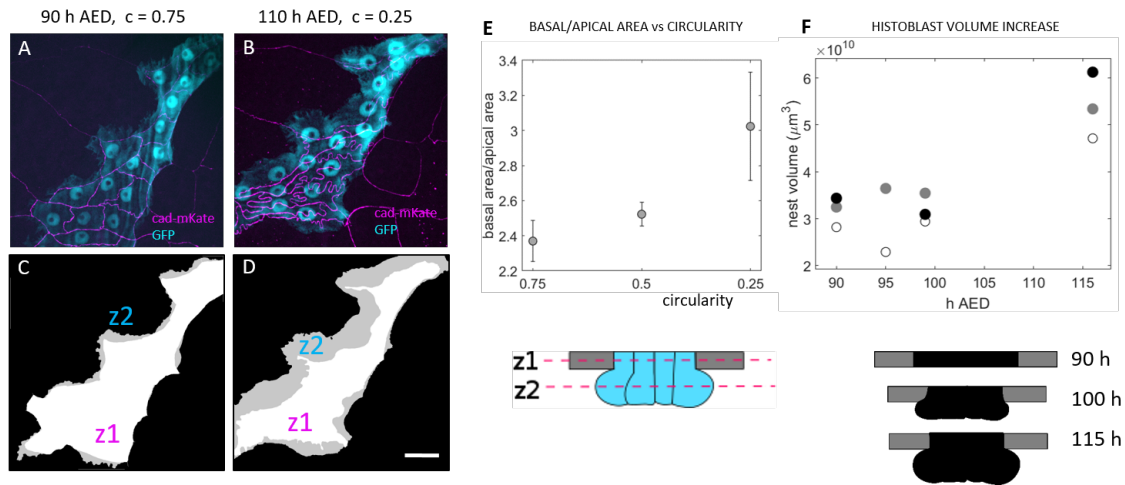 90 h AED, c = 0.75
110 h AED, c = 0.25
A
cad-mKate
GFP
B
cad-mKate
GFP
C
z2
z1
D
z2
z1
E
BASAL/APICAL AREA vs CIRCULARITY
basal area/apical area
3.4
3.2
3
2.8
2.6
2.4
2.2
0.75
0.5
0.25
circularity
z1
z2
F
HISTOBLAST VOLUME INCREASE
×10^10
nest volume (μm³)
6
5
4
3
2
90
95
100
105
110
115
h AED
90 h
100 h
115 h